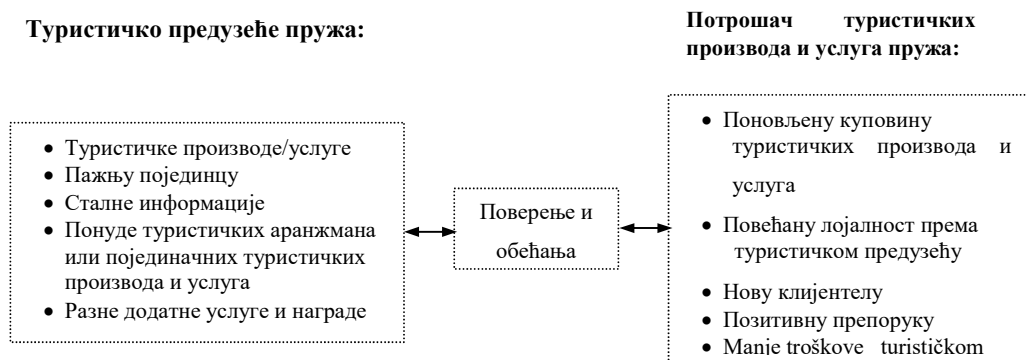 Туристичко предузеће пружа:
Потрошач туристичких
производа и услуга пружа:
• Туристичке производе/услуге
• Пажњу појединцу
• Сталне информације
• Понуде туристичких аранжмана
или појединачних туристичких
производа и услуга
• Разне додатне услуге и награде
Поверење и
обећања
• Поновљену куповину
туристичких производа и
услуга
• Повећану лојалност према
туристичком предузећу
• Нову клијентелу
• Позитивну препоруку
• Manje troškove turističkom